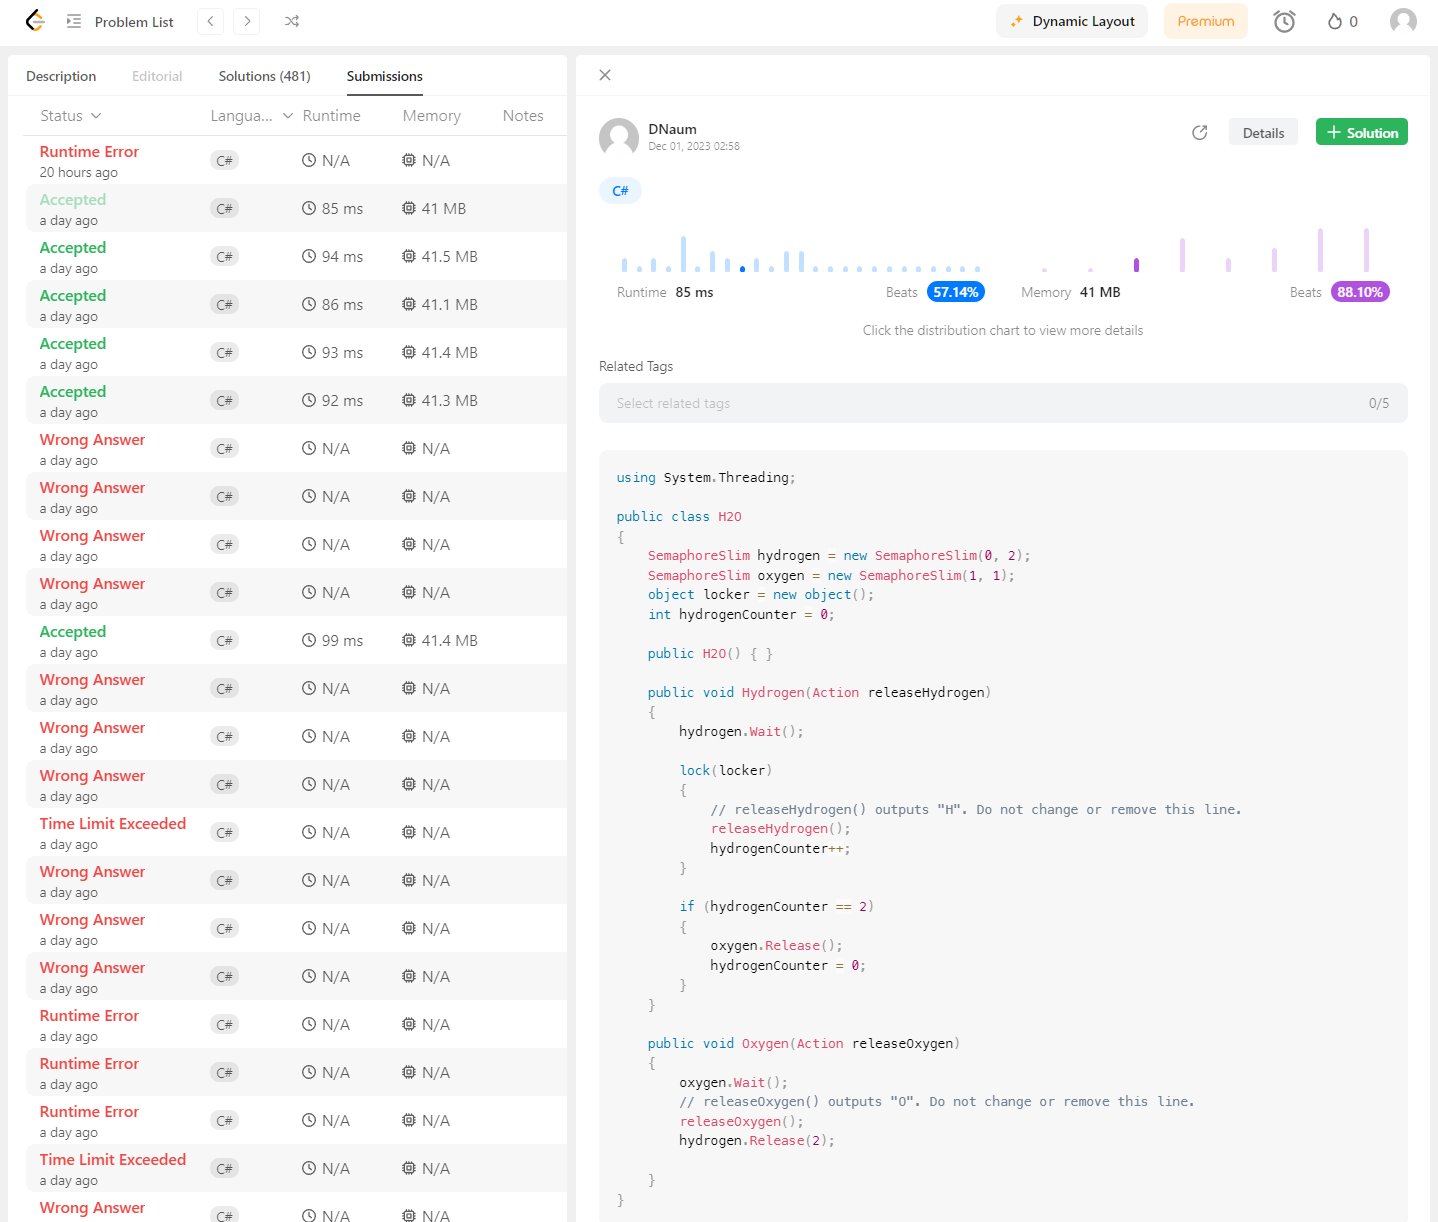 Problem List
Dynamic Layout
Premium
0
Description
Editorial
Solutions (481)
Submissions
Status
Langua...
Runtime
Memory
Notes
Runtime Error
20 hours ago
C#
N/A
N/A
Accepted
a day ago
C#
85 ms
41 MB
Accepted
a day ago
C#
94 ms
41.5 MB
Accepted
a day ago
C#
86 ms
41.1 MB
Accepted
a day ago
C#
93 ms
41.4 MB
Accepted
a day ago
C#
92 ms
41.3 MB
Wrong Answer
a day ago
C#
N/A
N/A
Wrong Answer
a day ago
C#
N/A
N/A
Wrong Answer
a day ago
C#
N/A
N/A
Wrong Answer
a day ago
C#
N/A
N/A
Accepted
a day ago
C#
99 ms
41.4 MB
Wrong Answer
a day ago
C#
N/A
N/A
Wrong Answer
a day ago
C#
N/A
N/A
Wrong Answer
a day ago
C#
N/A
N/A
Time Limit Exceeded
a day ago
C#
N/A
N/A
Wrong Answer
a day ago
C#
N/A
N/A
Wrong Answer
a day ago
C#
N/A
N/A
Wrong Answer
a day ago
C#
N/A
N/A
Runtime Error
a day ago
C#
N/A
N/A
Runtime Error
a day ago
C#
N/A
N/A
Runtime Error
a day ago
C#
N/A
N/A
Time Limit Exceeded
a day ago
C#
N/A
N/A
Wrong Answer
C#
N/A
N/A
DNaum
Dec 01, 2023 02:58
Details
+ Solution
C#
Runtime 85 ms
Beats 57.14%
Memory 41 MB
Beats 88.10%
Click the distribution chart to view more details
Related Tags
Select related tags
0/5
using System.Threading;
public class H2O
{
SemaphoreSlim hydrogen = new SemaphoreSlim(0, 2);
SemaphoreSlim oxygen = new SemaphoreSlim(1, 1);
object locker = new object();
int hydrogenCounter = 0;
public H2O() { }
public void Hydrogen(Action releaseHydrogen)
{
hydrogen.Wait();
lock(locker)
{
// releaseHydrogen() outputs "H". Do not change or remove this line.
releaseHydrogen();
hydrogenCounter++;
}
if (hydrogenCounter == 2)
{
oxygen.Release();
hydrogenCounter = 0;
}
}
public void Oxygen(Action releaseOxygen)
{
oxygen.Wait();
// releaseOxygen() outputs "O". Do not change or remove this line.
releaseOxygen();
hydrogen.Release(2);
}
}